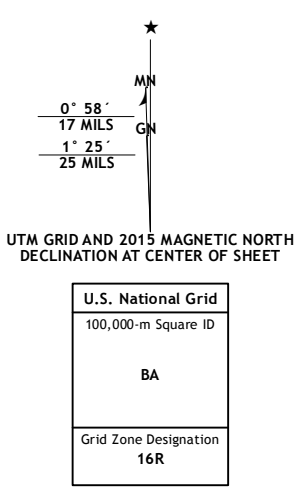 MN
0° 58´
17 MILS
GN
1° 25´
25 MILS
UTM GRID AND 2015 MAGNETIC NORTH
DECLINATION AT CENTER OF SHEET
U.S. National Grid
100,000-m Square ID
BA
Grid Zone Designation
16R